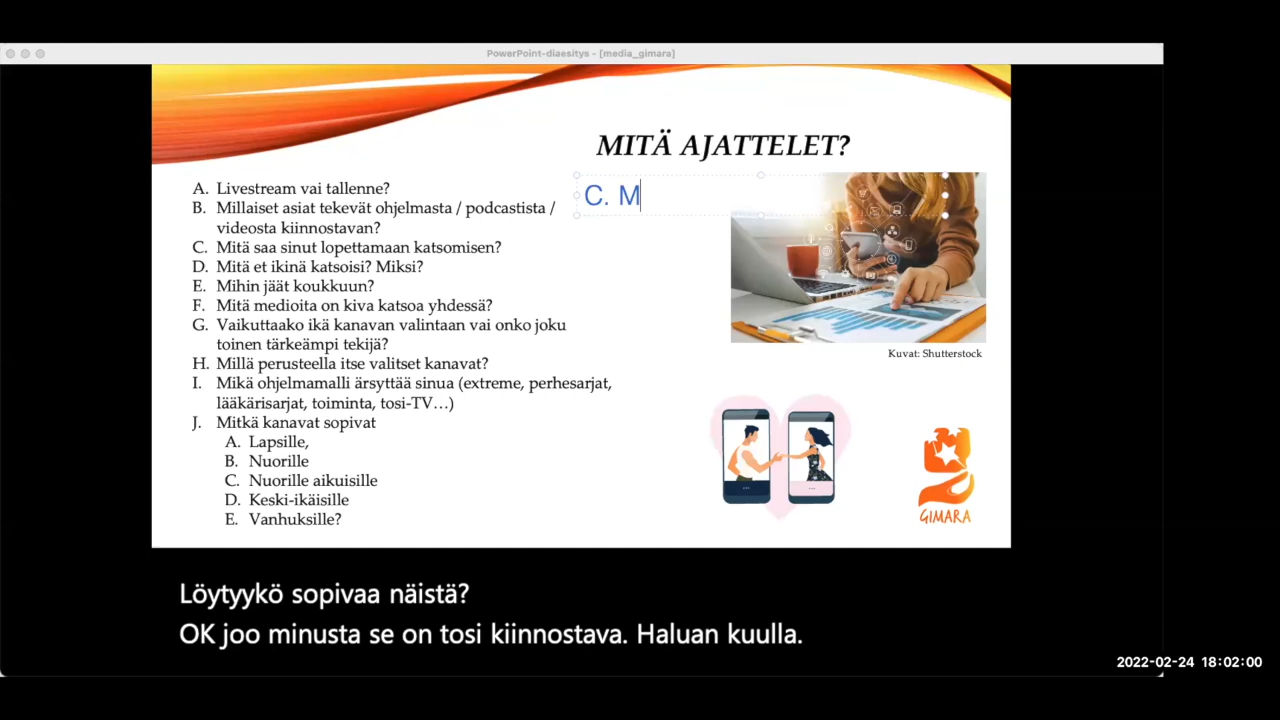 PowerPoint-diaesitys - [media_gimara]
MITÄ AJATTELET?
C. M
A. Livestream vai tallenne?
B. Millaiset asiat tekevät ohjelmasta / podcastista /
videosta kiinnostavan?
C. Mitä saa sinut lopettamaan katsomisen?
D. Mitä et ikinä katsoisi? Miksi?
E. Mihin jäät koukkuun?
F. Mitä medioita on kiva katsoa yhdessä?
G. Vaikuttaako ikä kanavan valintaan vai onko joku
toinen tärkeämpi tekijä?
H. Millä perusteella itse valitset kanavat?
I. Mikä ohjelmamalli ärsyttää sinua (extreme, perhesarjat,
lääkärisarjat, toiminta, tosi-TV…)
J. Mitkä kanavat sopivat
A. Lapsille,
B. Nuorille
C. Nuorille aikuisille
D. Keski-ikäisille
E. Vanhuksille?
Kuvat: Shutterstock
GIMARA
Löytyykö sopivaa näistä?
OK joo minusta se on tosi kiinnostava. Haluan kuulla.
2022-02-24 18:02:00